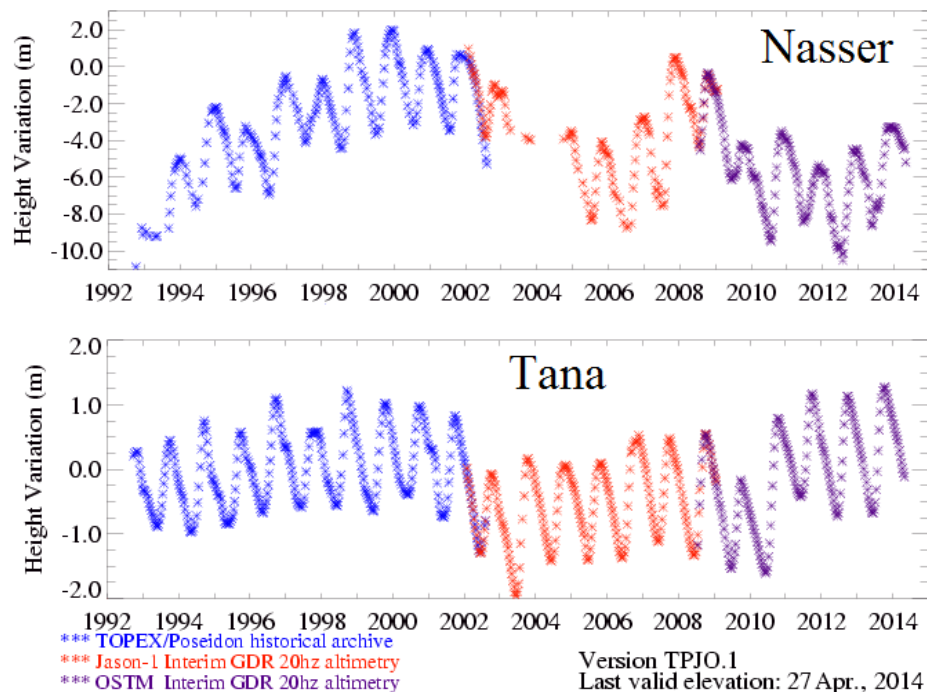 Nasser
Height Variation (m)
2.0
0.0
-2.0
-4.0
-6.0
-8.0
-10.0
1992 1994 1996 1998 2000 2002 2004 2006 2008 2010 2012 2014
Tana
Height Variation (m)
2.0
1.0
0.0
-1.0
-2.0
1992 1994 1996 1998 2000 2002 2004 2006 2008 2010 2012 2014
*** TOPEX/Poseidon historical archive
*** Jason-1 Interim GDR 20hz altimetry
*** OSTM Interim GDR 20hz altimetry
Version TPJO.1
Last valid elevation: 27 Apr., 2014